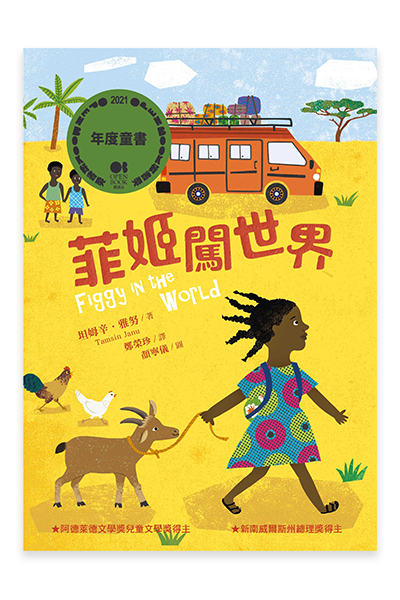 2021
年度童書
OPEN
BOOK
菲姬闖世界
Figgy in the
World
坦姆辛・雅努/著
Tamsin Janu
鄭榮珍/譯
顏寧儀/圖
★阿德萊德文學獎兒童文學獎得主
★新南威爾斯州總理獎得主